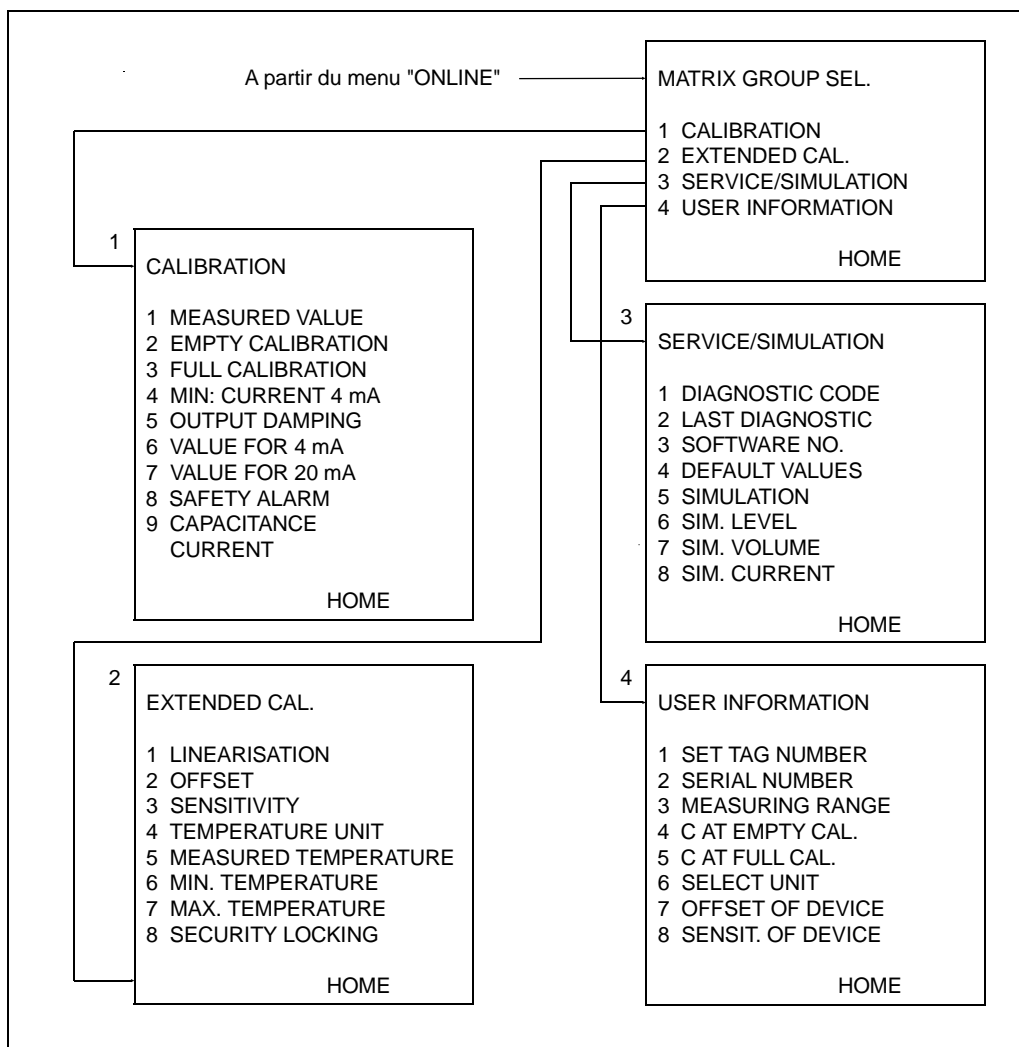 A partir du menu "ONLINE"
MATRIX GROUP SEL.
1 CALIBRATION
2 EXTENDED CAL.
3 SERVICE/SIMULATION
4 USER INFORMATION
HOME
1
CALIBRATION
1 MEASURED VALUE
2 EMPTY CALIBRATION
3 FULL CALIBRATION
4 MIN: CURRENT 4 mA
5 OUTPUT DAMPING
6 VALUE FOR 4 mA
7 VALUE FOR 20 mA
8 SAFETY ALARM
9 CAPACITANCE
CURRENT
HOME
3
SERVICE/SIMULATION
1 DIAGNOSTIC CODE
2 LAST DIAGNOSTIC
3 SOFTWARE NO.
4 DEFAULT VALUES
5 SIMULATION
6 SIM. LEVEL
7 SIM. VOLUME
8 SIM. CURRENT
HOME
2
EXTENDED CAL.
1 LINEARISATION
2 OFFSET
3 SENSITIVITY
4 TEMPERATURE UNIT
5 MEASURED TEMPERATURE
6 MIN. TEMPERATURE
7 MAX. TEMPERATURE
8 SECURITY LOCKING
HOME
4
USER INFORMATION
1 SET TAG NUMBER
2 SERIAL NUMBER
3 MEASURING RANGE
4 C AT EMPTY CAL.
5 C AT FULL CAL.
6 SELECT UNIT
7 OFFSET OF DEVICE
8 SENSIT. OF DEVICE
HOME